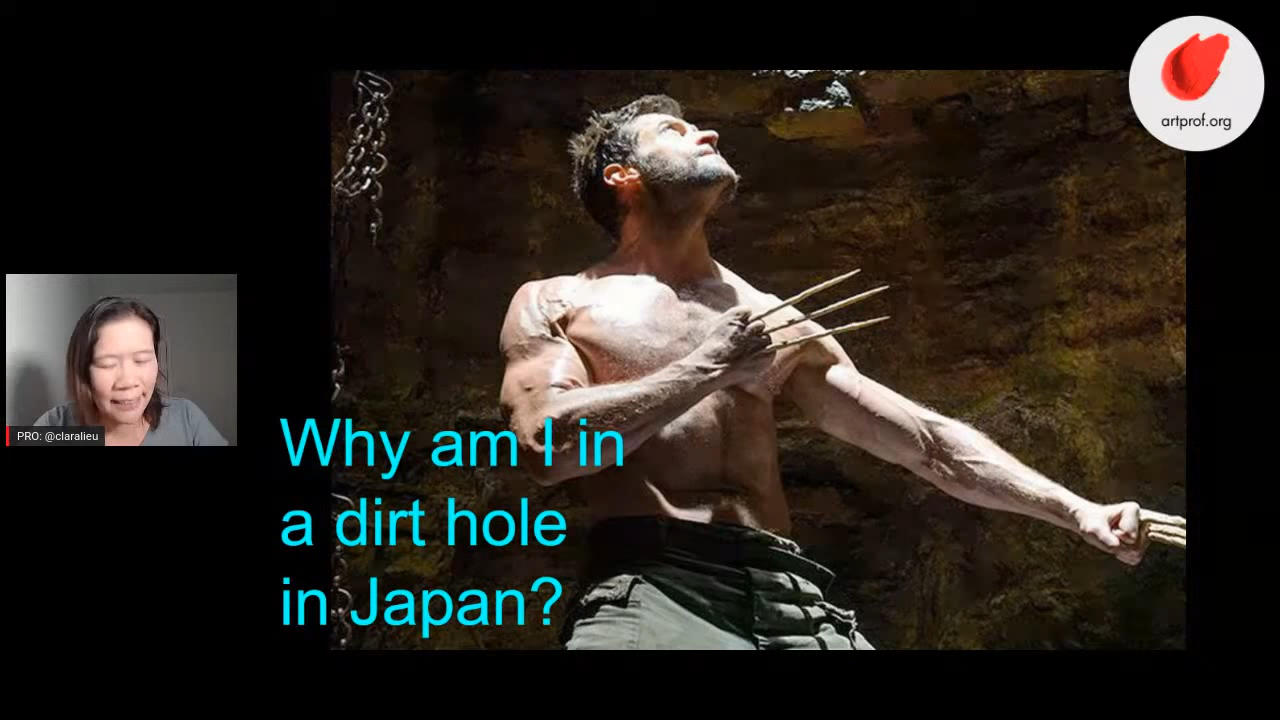 artprof.org
PRO: @claralieu
Why am I in
a dirt hole
in Japan?